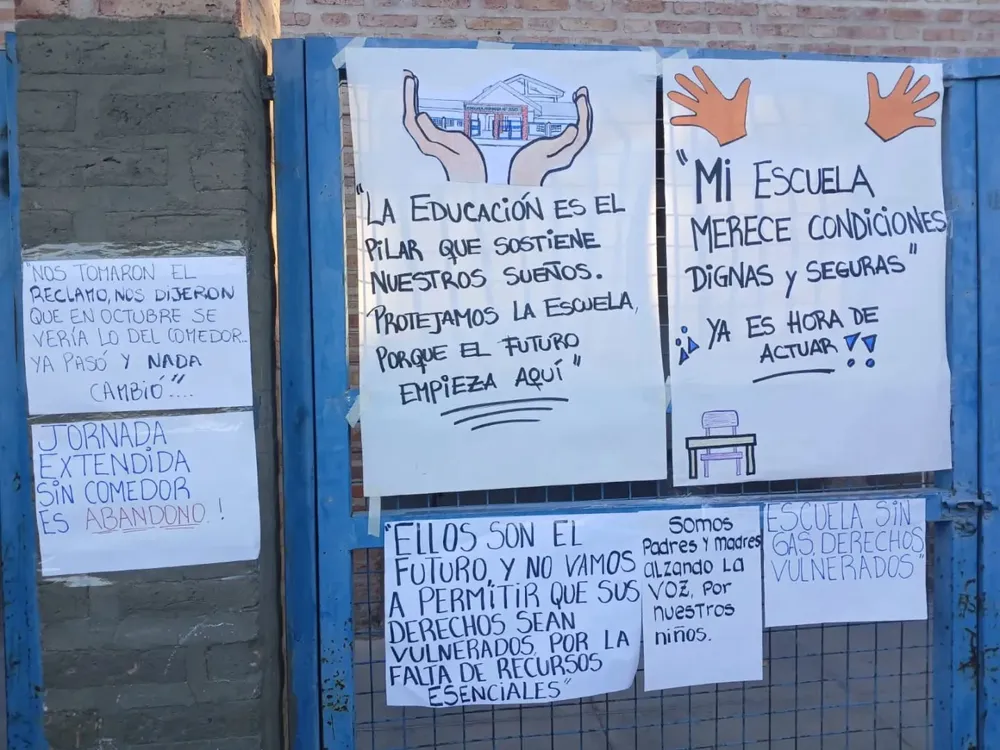 "NOS TOMARON EL
RECLAMO, NOS DIJERON
QUE EN OCTUBRE SE
VERÍA LO DEL COMEDOR..
YA PASÓ Y NADA
CAMBIÓ"....
JORNADA
EXTENDIDA
SIN COMEDOR
ES ABANDONO.!
"LA EDUCACIÓN ES EL
PILAR QUE SOSTIENE
NUESTROS SUEÑOS.
PROTEJAMOS LA ESCUELA,
PORQUE EL FUTURO
EMPIEZA AQUÍ"
"MI ESCUELA
MERECE CONDICIONES
DIGNAS Y SEGURAS"
¡¡ YA ES HORA DE
ACTUAR !!
"ELLOS SON EL
FUTURO, Y NO VAMOS
A PERMITIR QUE SUS
DERECHOS SEAN
VULNERADOS, POR LA
FALTA DE RECURSOS
ESENCIALES"
Somos
Padres y madres
alzando la
voz, por
nuestros
niños.
ESCUELA SIN
GAS, DERECHOS
VULNERADOS"